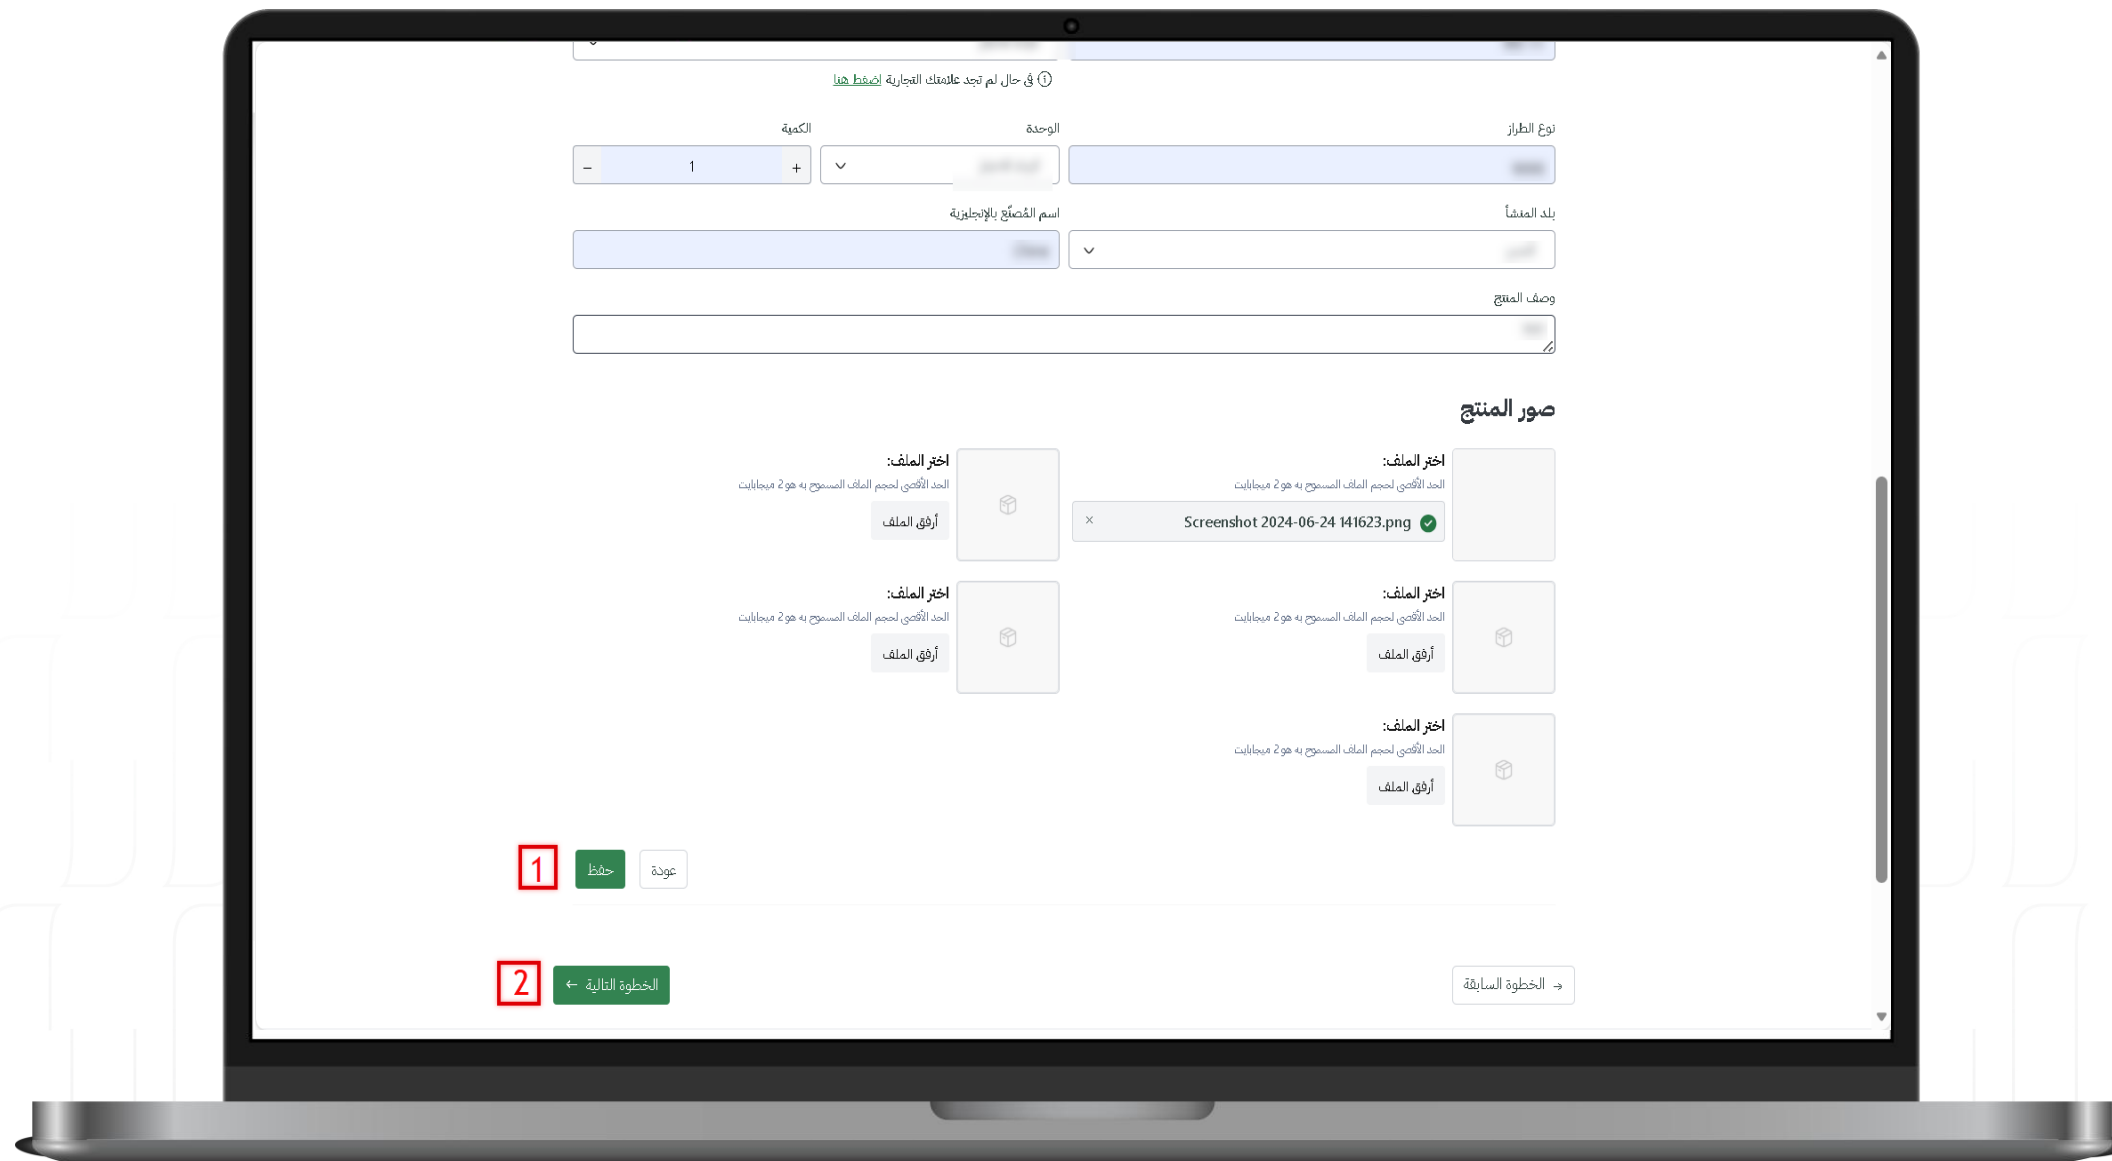 في حال لم تجد علامتك التجارية اضغط هنا
نوع الطراز
الوحدة
الكمية
+ 1 −
بلد المنشأ
اسم المُصنّع بالإنجليزية
وصف المنتج
صور المنتج
اختر الملف:
الحد الأقصى لحجم الملف المسموح به هو 2 ميجابايت
Screenshot 2024-06-24 141623.png ×
اختر الملف:
الحد الأقصى لحجم الملف المسموح به هو 2 ميجابايت
أرفق الملف
اختر الملف:
الحد الأقصى لحجم الملف المسموح به هو 2 ميجابايت
أرفق الملف
اختر الملف:
الحد الأقصى لحجم الملف المسموح به هو 2 ميجابايت
أرفق الملف
اختر الملف:
الحد الأقصى لحجم الملف المسموح به هو 2 ميجابايت
أرفق الملف
عودة
حفظ
1
→ الخطوة السابقة
الخطوة التالية ←
2